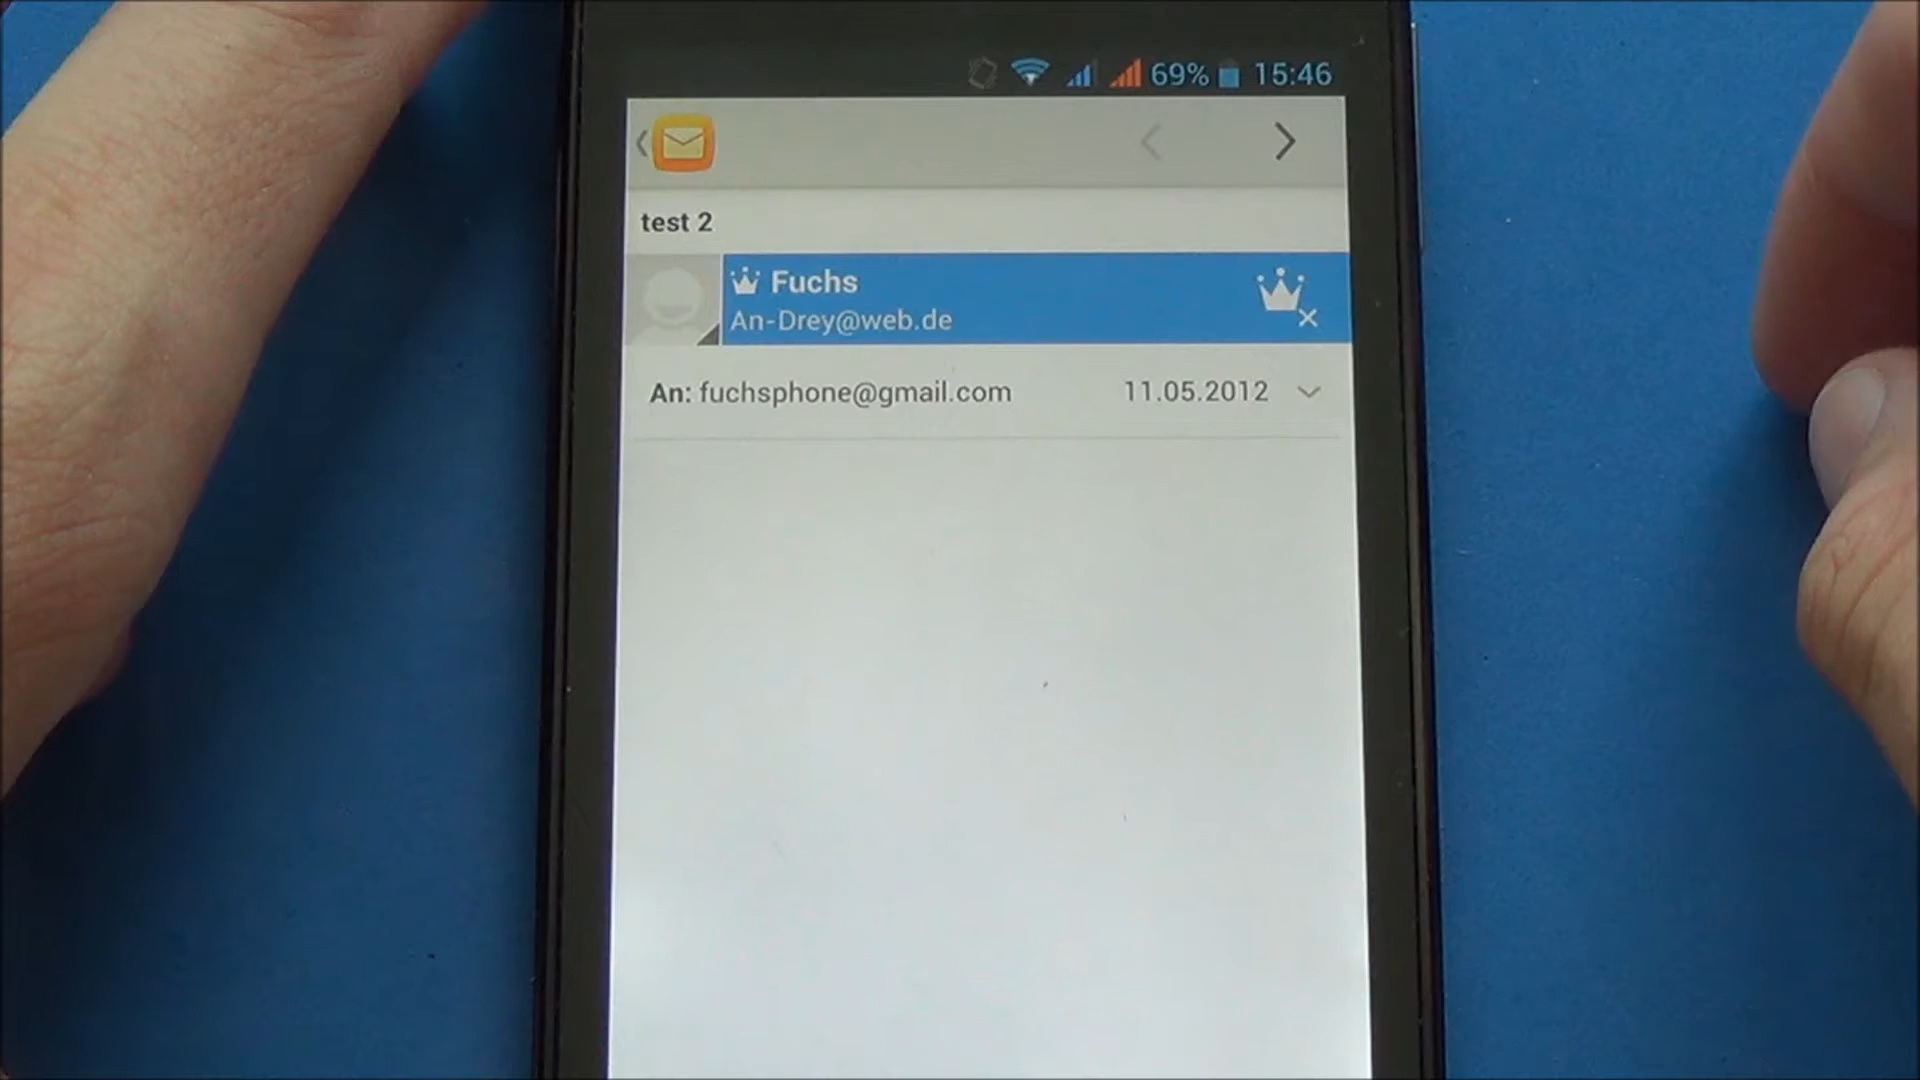 69% 15:46
test 2
Fuchs
An-Drey@web.de
An: fuchsphone@gmail.com 11.05.2012